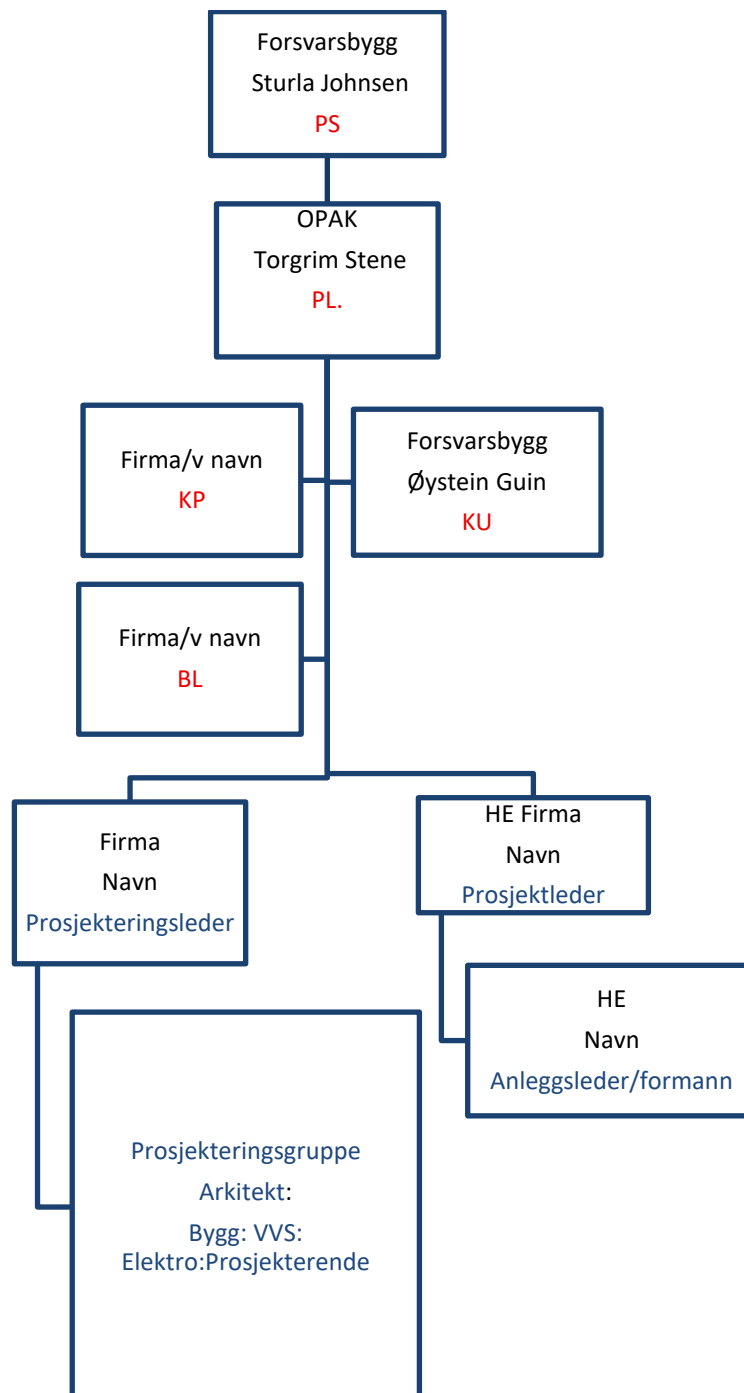 Forsvarsbygg
Sturla Johnsen
PS
OPAK
Torgrim Stene
PL.
Firma/v navn
KP
Forsvarsbygg
Øystein Guin
KU
Firma/v navn
BL
Firma
Navn
Prosjekteringsleder
HE Firma
Navn
Prosjektleder
HE
Navn
Anleggsleder/formann
Prosjekteringsgruppe
Arkitekt:
Bygg: VVS:
Elektro:Prosjekterende